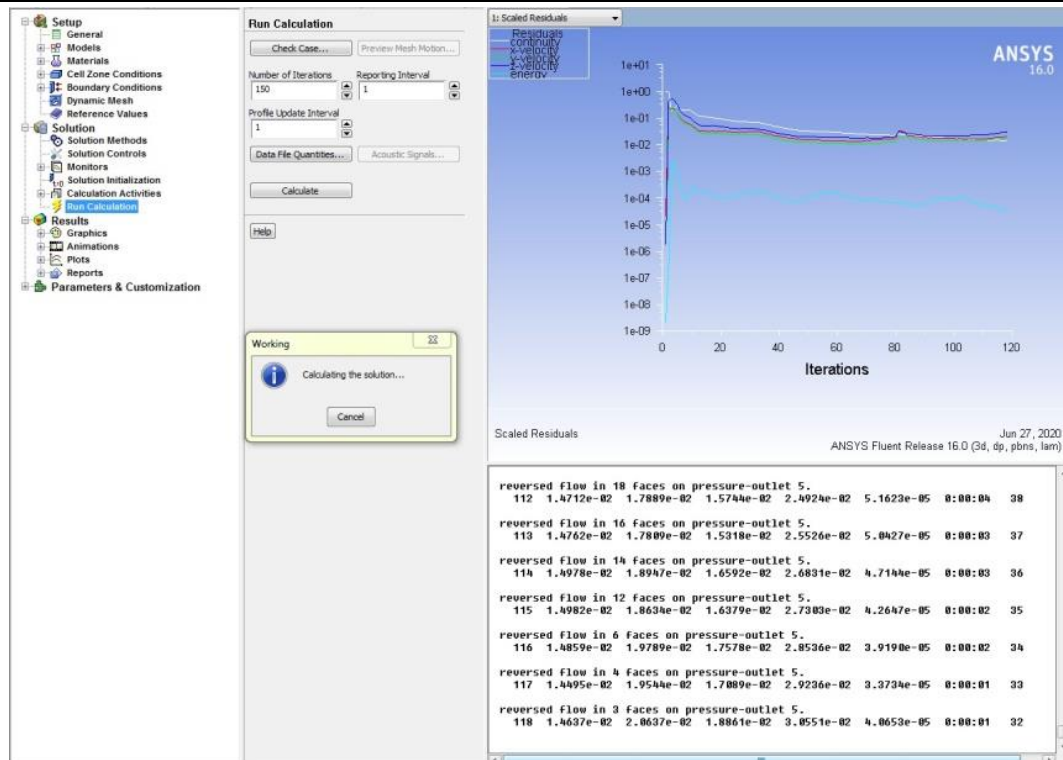 Setup
General
Models
Materials
Cell Zone Conditions
Boundary Conditions
Dynamic Mesh
Reference Values
Solution
Solution Methods
Solution Controls
Monitors
Solution Initialization
Calculation Activities
Run Calculation
Results
Graphics
Animations
Plots
Reports
Parameters & Customization
Run Calculation
Check Case... Preview Mesh Motion...
Number of Iterations Reporting Interval
150 1
Profile Update Interval
1
Data File Quantities... Acoustic Signals...
Calculate
Help
Working
Calculating the solution...
Cancel
1: Scaled Residuals
Residuals
continuity
x-velocity
y-velocity
z-velocity
energy
ANSYS
16.0
1e+01
1e+00
1e-01
1e-02
1e-03
1e-04
1e-05
1e-06
1e-07
1e-08
1e-09
0 20 40 60 80 100 120
Iterations
Scaled Residuals Jun 27, 2020
ANSYS Fluent Release 16.0 (3d, dp, pbns, lam)
reversed flow in 18 faces on pressure-outlet 5.
112 1.4712e-02 1.7889e-02 1.5744e-02 2.4924e-02 5.1623e-05 0:00:04 38
reversed flow in 16 faces on pressure-outlet 5.
113 1.4762e-02 1.7809e-02 1.5318e-02 2.5526e-02 5.0427e-05 0:00:03 37
reversed flow in 14 faces on pressure-outlet 5.
114 1.4978e-02 1.8947e-02 1.6592e-02 2.6831e-02 4.7144e-05 0:00:03 36
reversed flow in 12 faces on pressure-outlet 5.
115 1.4982e-02 1.8634e-02 1.6379e-02 2.7303e-02 4.2647e-05 0:00:02 35
reversed flow in 6 faces on pressure-outlet 5.
116 1.4859e-02 1.9789e-02 1.7578e-02 2.8536e-02 3.9190e-05 0:00:02 34
reversed flow in 4 faces on pressure-outlet 5.
117 1.4495e-02 1.9544e-02 1.7089e-02 2.9236e-02 3.3734e-05 0:00:01 33
reversed flow in 3 faces on pressure-outlet 5.
118 1.4637e-02 2.0637e-02 1.8861e-02 3.0551e-02 4.0653e-05 0:00:01 32